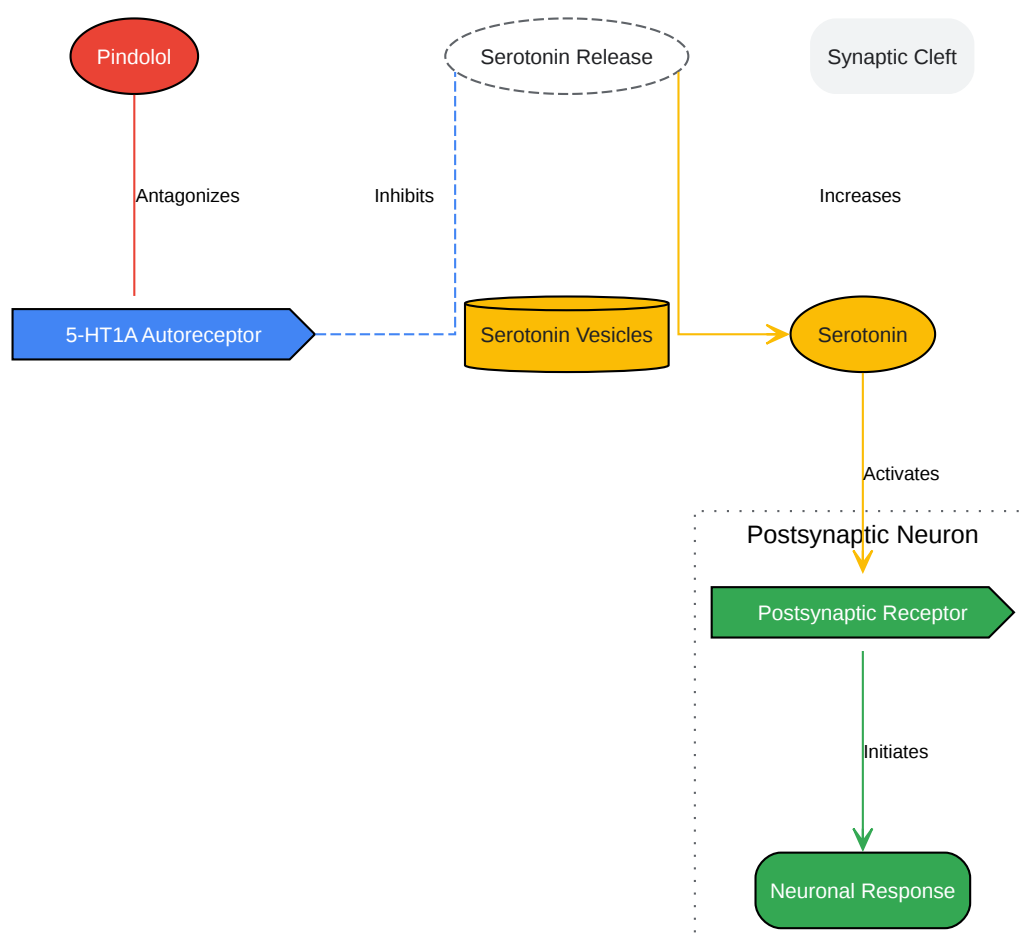 Pindolol
Serotonin Release
Synaptic Cleft
Antagonizes
Inhibits
Increases
5-HT1A Autoreceptor
Serotonin Vesicles
Serotonin
Activates
Postsynaptic Neuron
Postsynaptic Receptor
Initiates
Neuronal Response